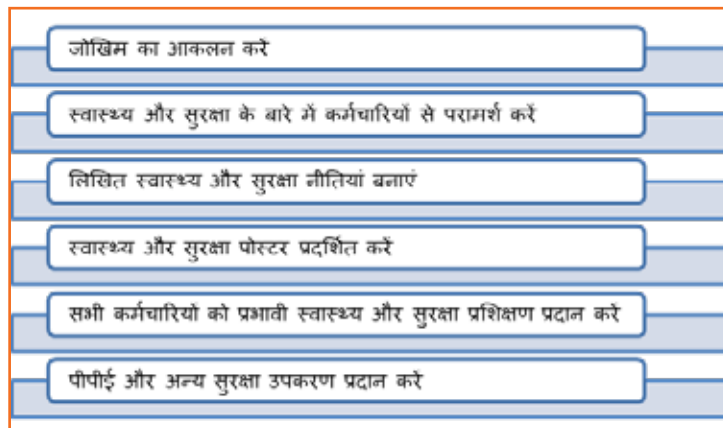 जोखिम का आकलन करें
स्वास्थ्य और सुरक्षा के बारे में कर्मचारियों से परामर्श करें
लिखित स्वास्थ्य और सुरक्षा नीतियां बनाएं
स्वास्थ्य और सुरक्षा पोस्टर प्रदर्शित करें
सभी कर्मचारियों को प्रभावी स्वास्थ्य और सुरक्षा प्रशिक्षण प्रदान करें
पीपीई और अन्य सुरक्षा उपकरण प्रदान करें